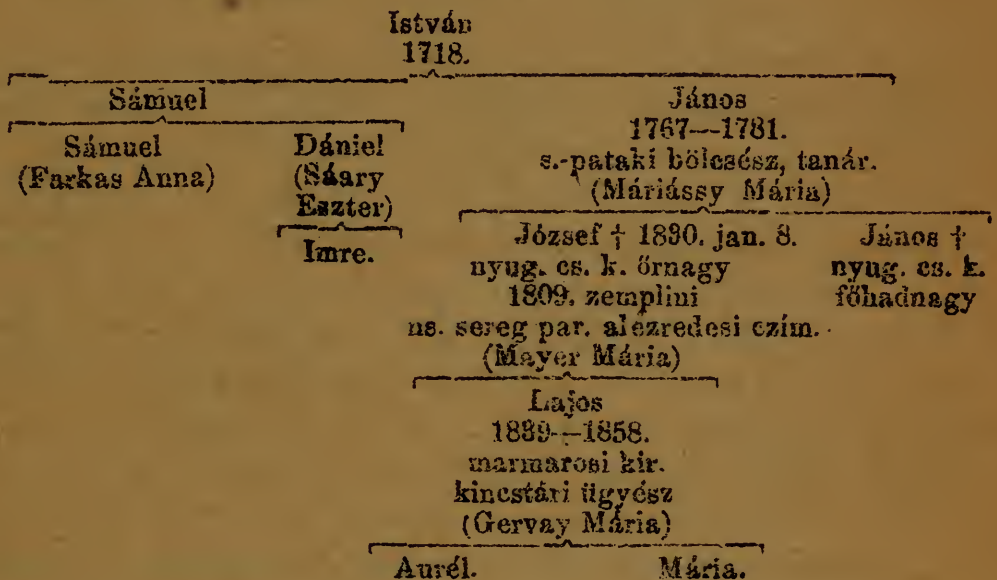 István
1718.
Sámuel
János
1767—1781.
s.-pataki bölcsész, tanár.
(Máriássy Mária)
Sámuel
(Farkas Anna)
Dániel
(Sáary
Eszter)
Imre.
József † 1830. jan. 8.
nyug. cs. k. őrnagy
1809. zemplini
ns. sereg par. alezredesi czím.
(Mayer Mária)
János †
nyug. cs. k.
főhadnagy
Lajos
1839—1858.
marmarosi kir.
kincstári ügyész
(Gervay Mária)
Aurél.
Mária.